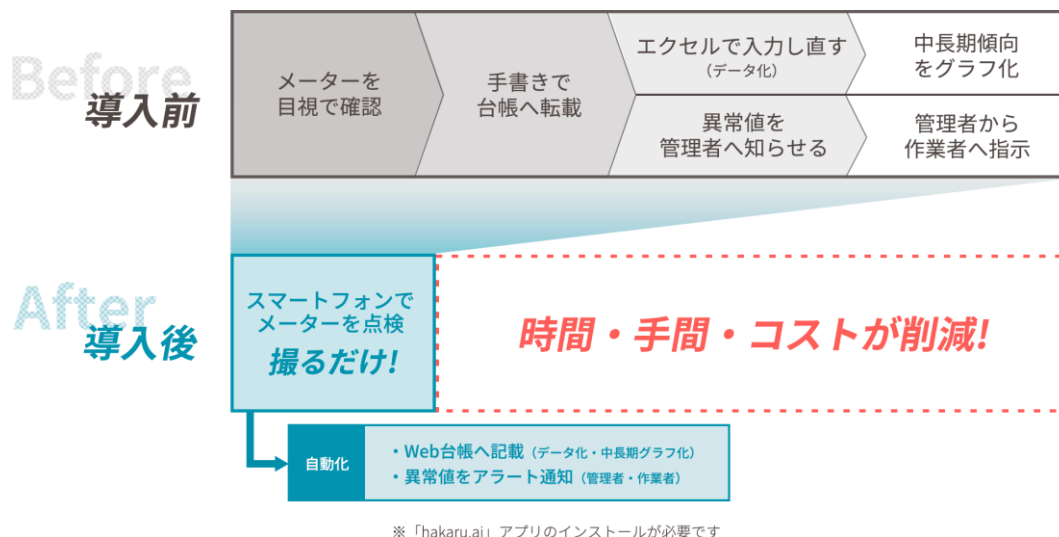 Before
導入前
メーターを
目視で確認
手書きで
台帳へ転載
エクセルで入力し直す
(データ化)
中長期傾向
をグラフ化
異常値を
管理者へ知らせる
管理者から
作業者へ指示
After
導入後
スマートフォンで
メーターを点検
撮るだけ!
時間・手間・コストが削減!
自動化
・Web台帳へ記載(データ化・中長期グラフ化)
・異常値をアラート通知(管理者・作業者)
※「hakaru.ai」アプリのインストールが必要です